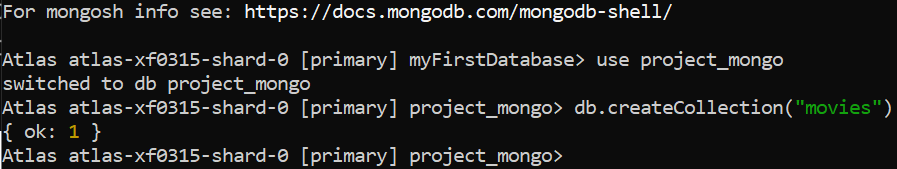 For mongosh info see: https://docs.mongodb.com/mongodb-shell/
Atlas atlas-xf0315-shard-0 [primary] myFirstDatabase> use project_mongo
switched to db project_mongo
Atlas atlas-xf0315-shard-0 [primary] project_mongo> db.createCollection("movies")
{ ok: 1 }
Atlas atlas-xf0315-shard-0 [primary] project_mongo>